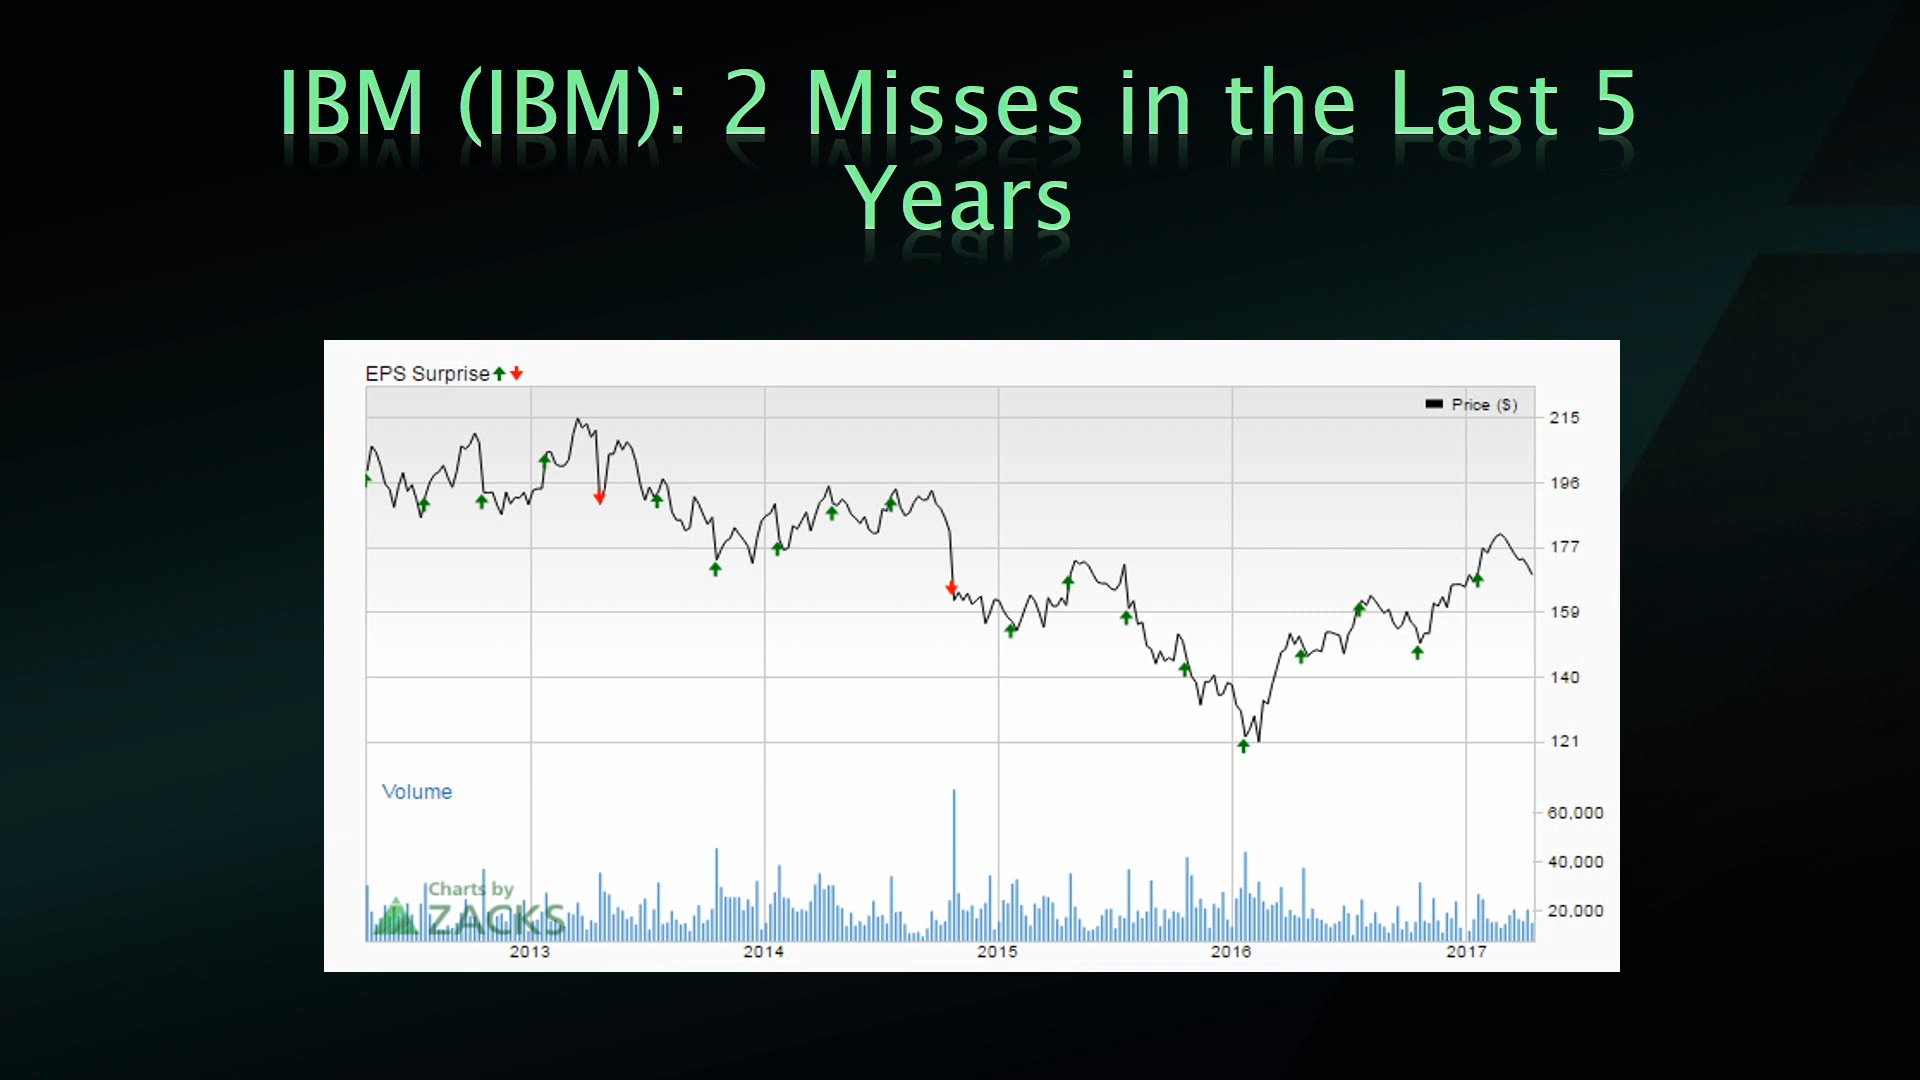 IBM (IBM): 2 Misses in the Last 5
Years
EPS Surprise
Price ($)
215
196
177
159
140
121
Volume
60,000
40,000
20,000
Charts by
ZACKS
2013 2014 2015 2016 2017